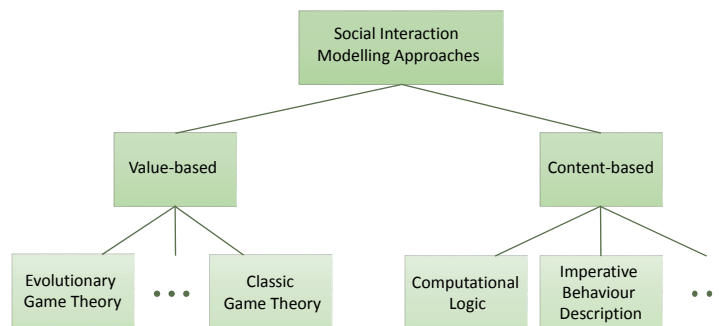 Social Interaction
Modelling Approaches
Value-based
Content-based
Evolutionary
Game Theory
• • •
Classic
Game Theory
Computational
Logic
Imperative
Behaviour
Description
• •